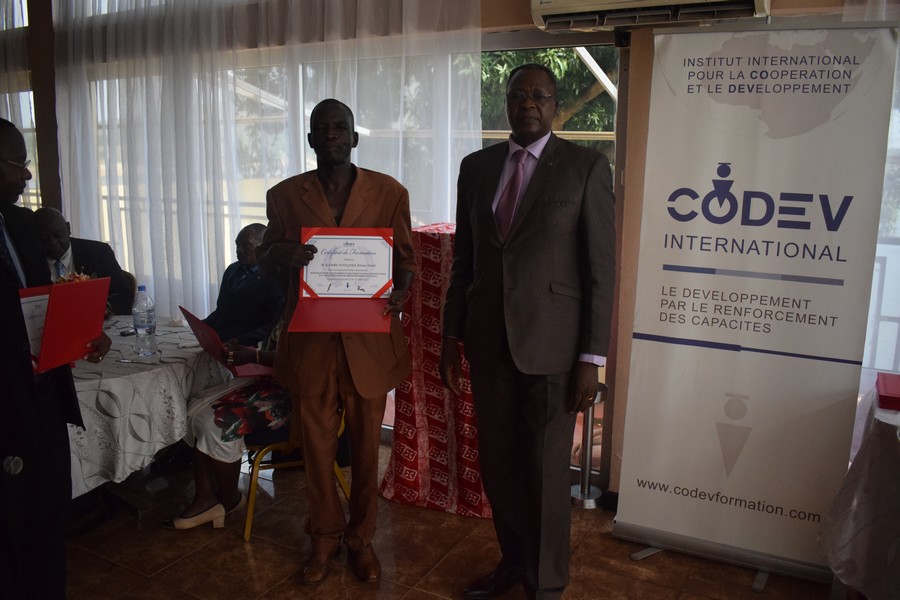 INSTITUT INTERNATIONAL
POUR LA COOPERATION
ET LE DEVELOPPEMENT
CODEV
INTERNATIONAL
LE DEVELOPPEMENT
PAR LE RENFORCEMENT
DES CAPACITES
www.codevformation.com
Certificat de Formation